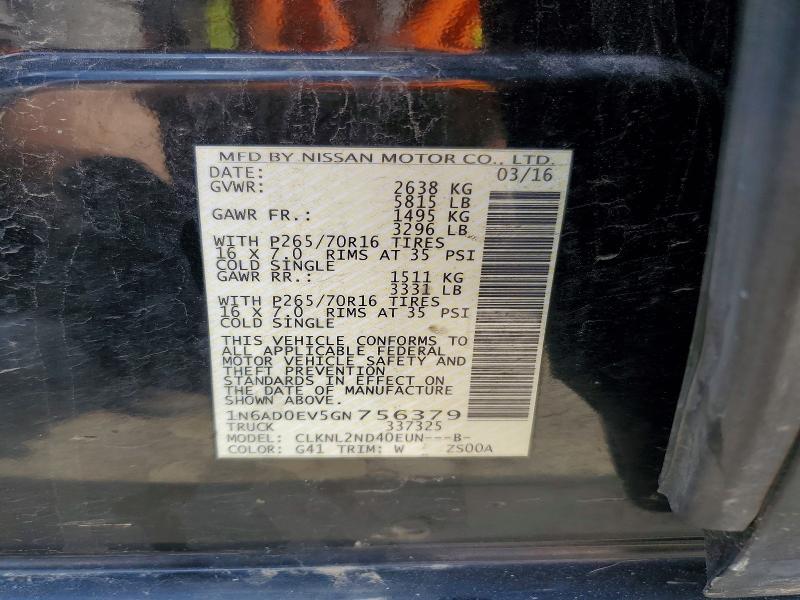 MFD BY NISSAN MOTOR CO., LTD.
DATE: 03/16
GVWR: 2638 KG
5815 LB
GAWR FR.: 1495 KG
3296 LB
WITH P265/70R16 TIRES
16 X 7.0 RIMS AT 35 PSI
COLD SINGLE
GAWR RR.: 1511 KG
3331 LB
WITH P265/70R16 TIRES
16 X 7.0 RIMS AT 35 PSI
COLD SINGLE
THIS VEHICLE CONFORMS TO
ALL APPLICABLE FEDERAL
MOTOR VEHICLE SAFETY AND
THEFT PREVENTION
STANDARDS IN EFFECT ON
THE DATE OF MANUFACTURE
SHOWN ABOVE.
1N6AD0EV5GN756379
TRUCK 337325
MODEL: CLKNL2ND40EUN---B-
COLOR: G41 TRIM: W ZS00A